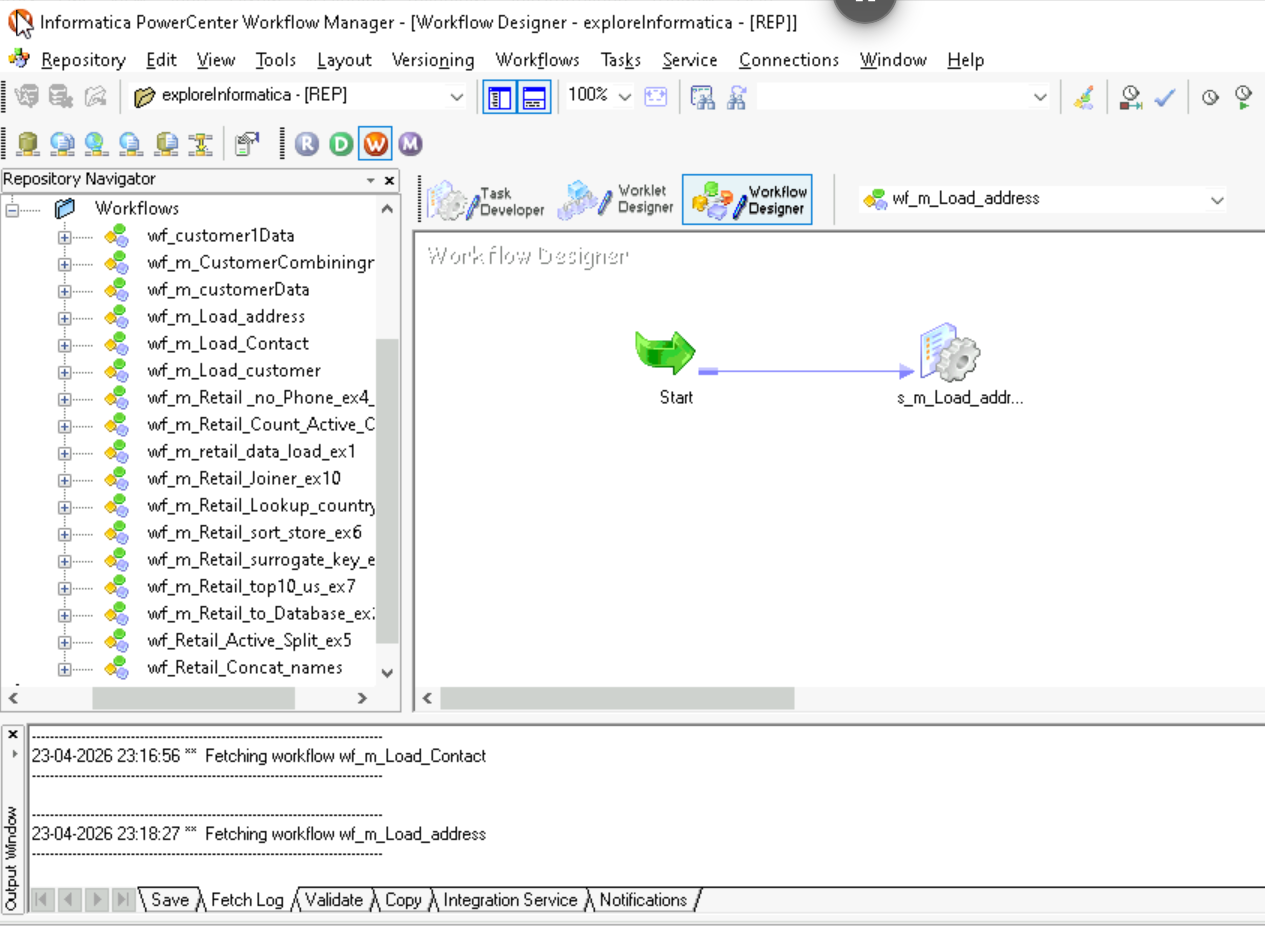 Informatica PowerCenter Workflow Manager - [Workflow Designer - exploreInformatica - [REP]]
Repository Edit View Tools Layout Versioning Workflows Tasks Service Connections Window Help
exploreInformatica - [REP] 100%
R D W M
Repository Navigator
Task Developer
Worklet Designer
Workflow Designer
wf_m_Load_address
Workflows
wf_customer1Data
wf_m_CustomerCombiningr
wf_m_customerData
wf_m_Load_address
wf_m_Load_Contact
wf_m_Load_customer
wf_m_Retail _no_Phone_ex4_
wf_m_Retail_Count_Active_C
wf_m_retail_data_load_ex1
wf_m_Retail_Joiner_ex10
wf_m_Retail_Lookup_country
wf_m_Retail_sort_store_ex6
wf_m_Retail_surrogate_key_e
wf_m_Retail_top10_us_ex7
wf_m_Retail_to_Database_ex
wf_Retail_Active_Split_ex5
wf_Retail_Concat_names
Workflow Designer
Start
s_m_Load_addr...
Output Window
23-04-2026 23:16:56 ** Fetching workflow wf_m_Load_Contact
23-04-2026 23:18:27 ** Fetching workflow wf_m_Load_address
Save Fetch Log Validate Copy Integration Service Notifications